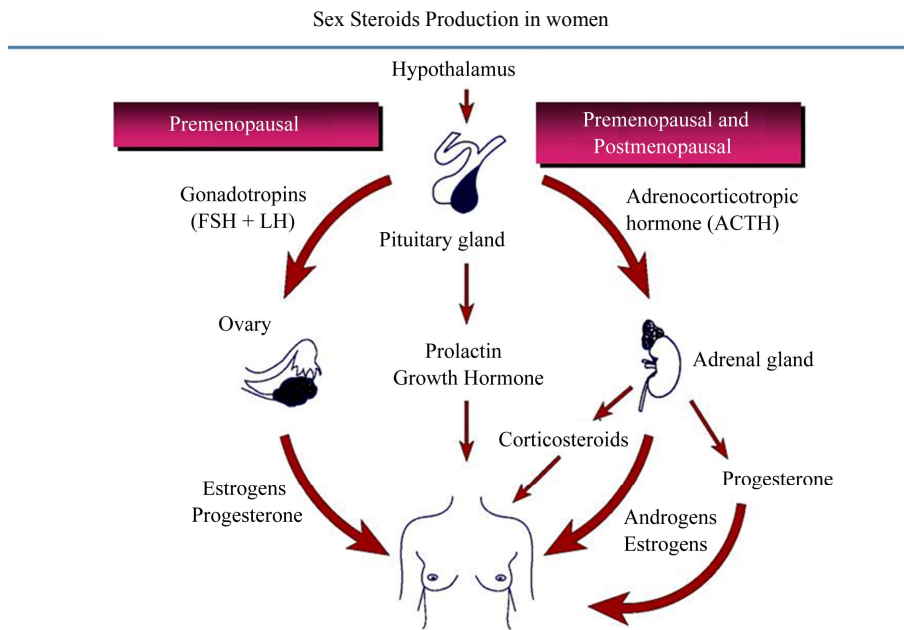 Sex Steroids Production in women
Hypothalamus
Premenopausal
Premenopausal and
Postmenopausal
Gonadotropins
(FSH + LH)
Adrenocorticotropic
hormone (ACTH)
Pituitary gland
Ovary
Prolactin
Growth Hormone
Adrenal gland
Corticosteroids
Progesterone
Estrogens
Progesterone
Androgens
Estrogens